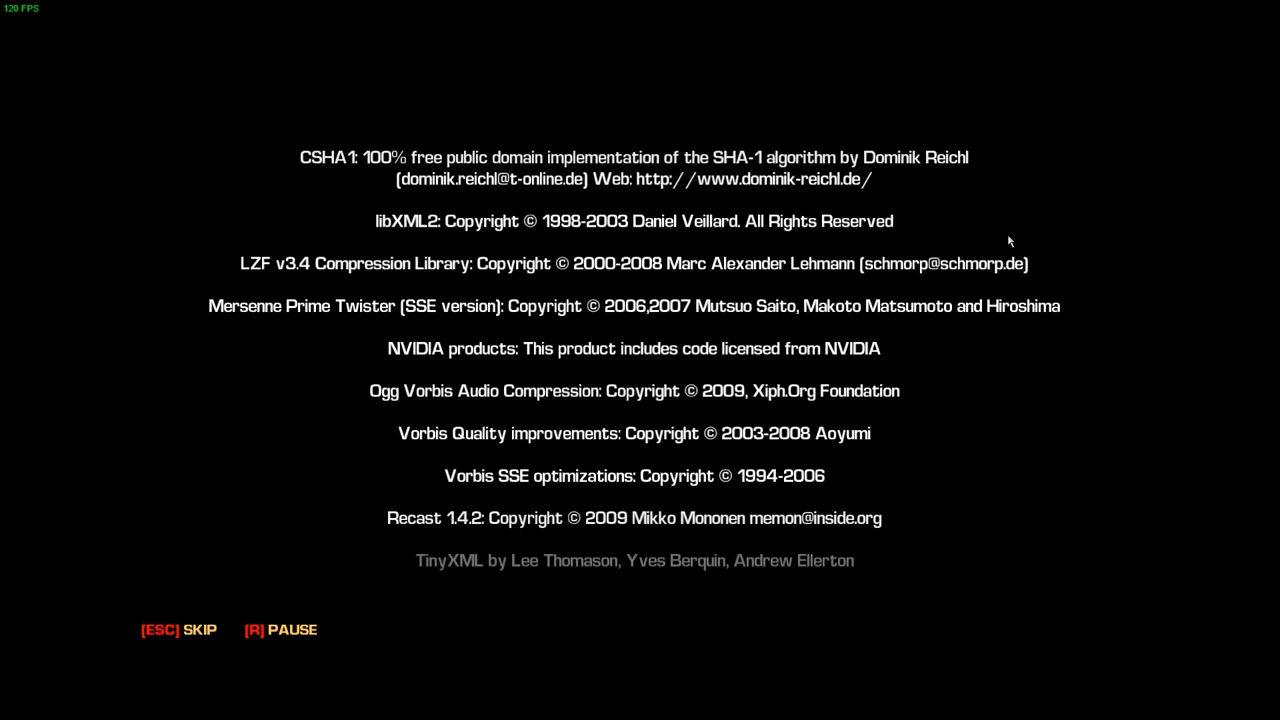 120 FPS
CSHA1: 100% free public domain implementation of the SHA-1 algorithm by Dominik Reichl
(dominik.reichl@t-online.de) Web: http://www.dominik-reichl.de/
libXML2: Copyright © 1998-2003 Daniel Veillard. All Rights Reserved
LZF v3.4 Compression Library: Copyright © 2000-2008 Marc Alexander Lehmann (schmorp@schmorp.de)
Mersenne Prime Twister (SSE version): Copyright © 2006,2007 Mutsuo Saito, Makoto Matsumoto and Hiroshima
NVIDIA products: This product includes code licensed from NVIDIA
Ogg Vorbis Audio Compression: Copyright © 2009, Xiph.Org Foundation
Vorbis Quality improvements: Copyright © 2003-2008 Aoyumi
Vorbis SSE optimizations: Copyright © 1994-2006
Recast 1.4.2: Copyright © 2009 Mikko Mononen memon@inside.org
TinyXML by Lee Thomason, Yves Berquin, Andrew Ellerton
[ESC] SKIP [R] PAUSE